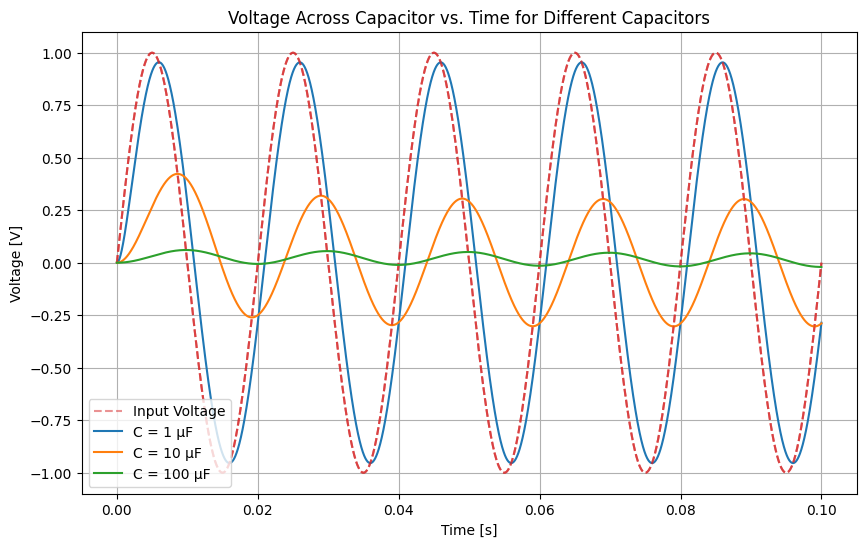 Voltage Across Capacitor vs. Time for Different Capacitors
Voltage [V]
1.00
0.75
0.50
0.25
0.00
−0.25
−0.50
−0.75
−1.00
Input Voltage
C = 1 µF
C = 10 µF
C = 100 µF
0.00 0.02 0.04 0.06 0.08 0.10
Time [s]